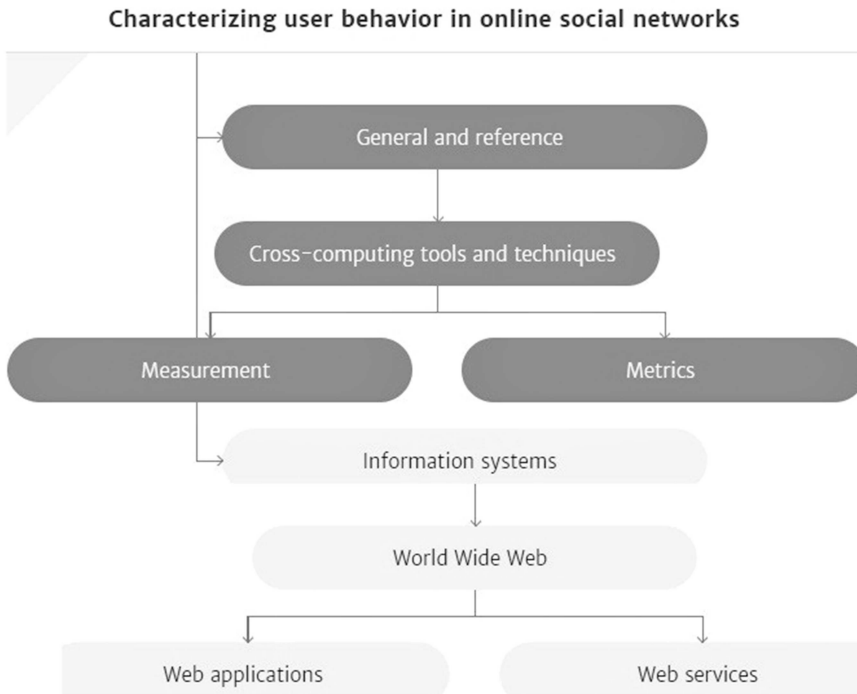 Characterizing user behavior in online social networks
General and reference
Cross-computing tools and techniques
Measurement
Metrics
Information systems
World Wide Web
Web applications
Web services